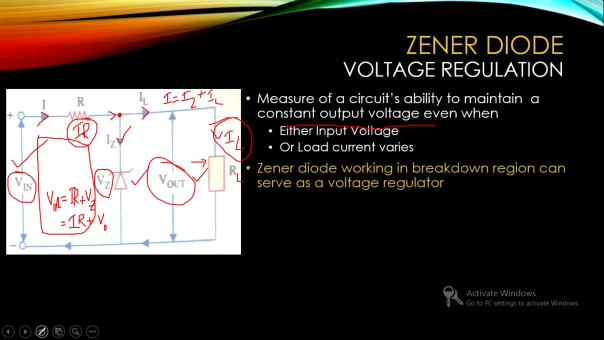 ZENER DIODE
VOLTAGE REGULATION
• Measure of a circuit's ability to maintain a
constant output voltage even when
• Either Input Voltage
• Or Load current varies
• Zener diode working in breakdown region can
serve as a voltage regulator
I=I_Z+I_L
I R I_L
+
IR
I_Z
I_L
V_IN V_Z V_OUT R_L
V_IN=IR+V_Z
=IR+V_0
−
Activate Windows
Go to PC settings to activate Windows.